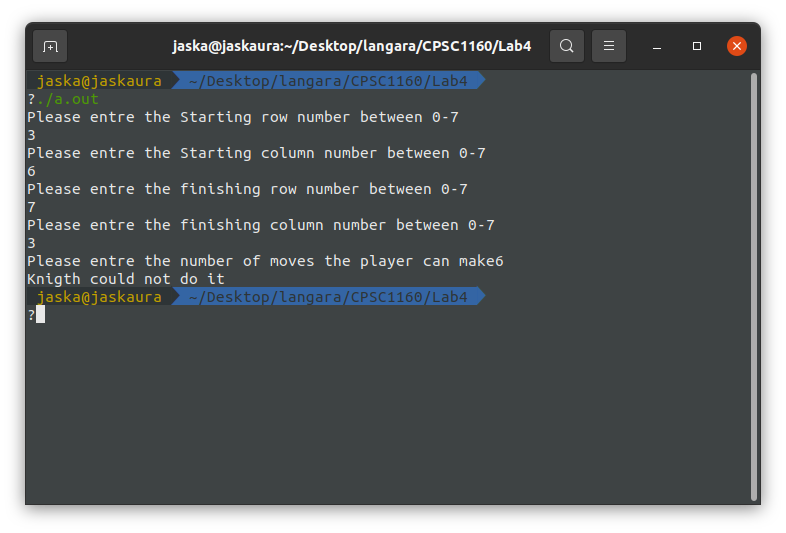 jaska@jaskaura:~/Desktop/langara/CPSC1160/Lab4
jaska@jaskaura ~/Desktop/langara/CPSC1160/Lab4
?./a.out
Please entre the Starting row number between 0-7
3
Please entre the Starting column number between 0-7
6
Please entre the finishing row number between 0-7
7
Please entre the finishing column number between 0-7
3
Please entre the number of moves the player can make6
Knigth could not do it
jaska@jaskaura ~/Desktop/langara/CPSC1160/Lab4
?